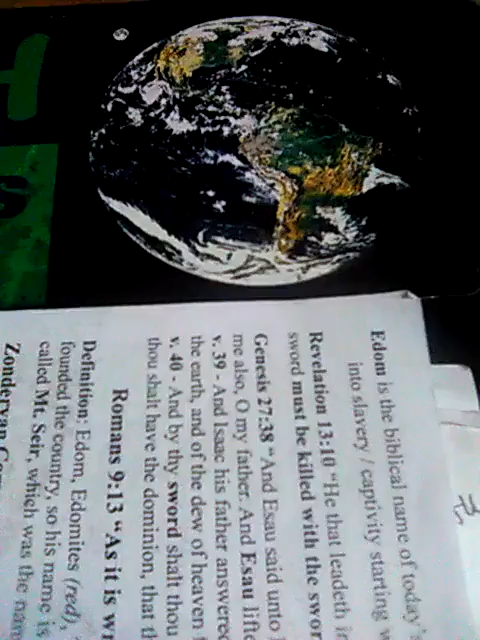 Edom is the biblical name of today'
into slavery / captivity starting
Revelation 13:10 "He that leadeth
sword must be killed with the swo
Genesis 27:38 "And Esau said unto
me also, O my father. And Esau lifte
v. 39 - And Isaac his father answered
the earth, and of the dew of heaven
v. 40 - And by thy sword shalt thou
thou shalt have the dominion, that
Romans 9:13 "As it is wr
Definition: Edom, Edomites (red),
founded the country, so his name is
called Mt. Seir, which was the nam
Zondervan